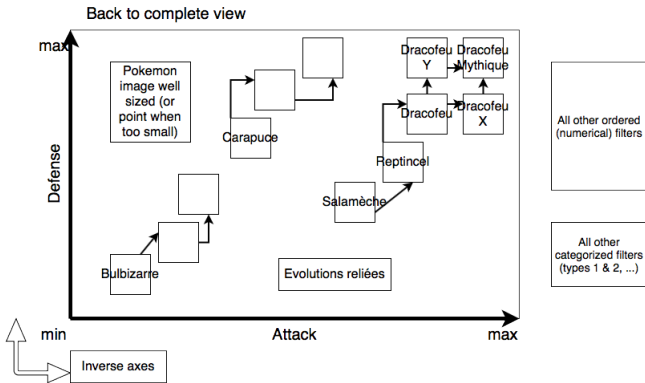 Back to complete view
max
Pokemon
image well
sized (or
point when
too small)
Carapuce
Dracofeu
Y
Dracofeu
Mythique
Dracofeu
Dracofeu
X
Reptincel
Salamèche
Bulbizarre
Evolutions reliées
Defense
min
Attack
max
Inverse axes
All other ordered
(numerical) filters
All other
categorized filters
(types 1 & 2, ...)